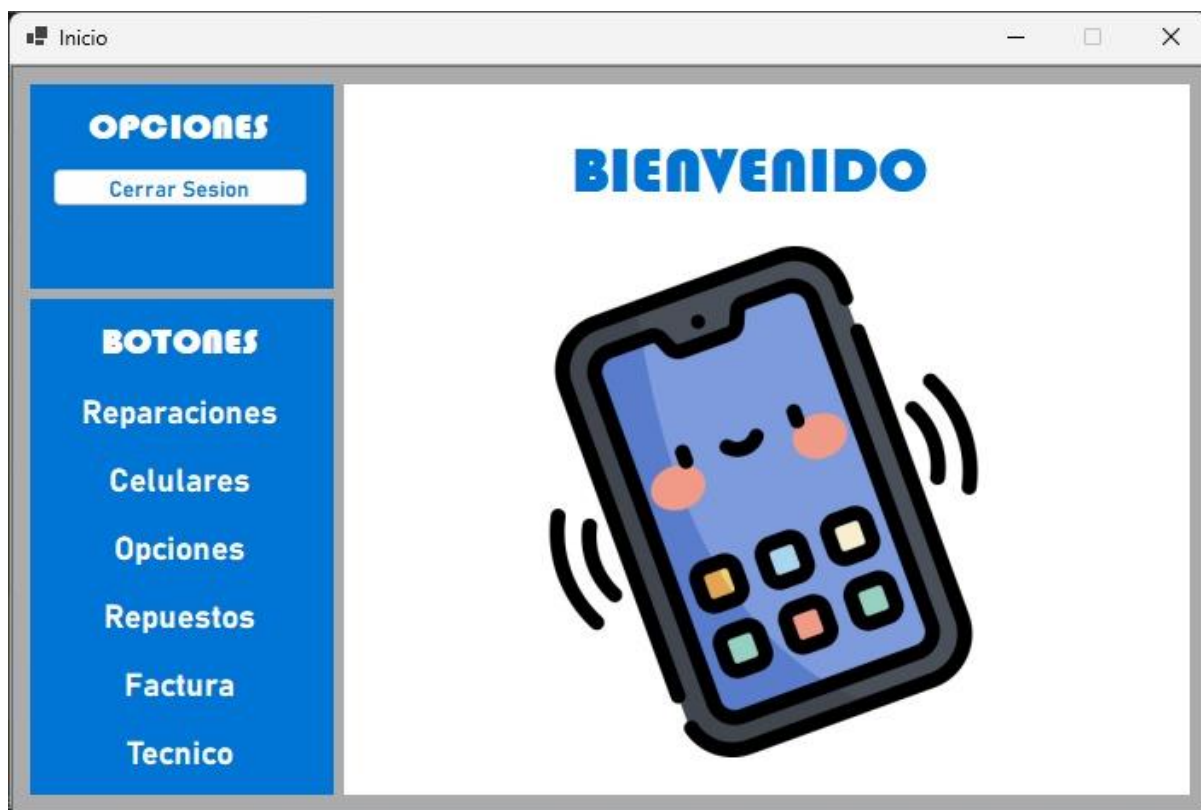 Inicio
OPCIONES
Cerrar Sesion
BOTONES
Reparaciones
Celulares
Opciones
Repuestos
Factura
Tecnico
BIENVENIDO